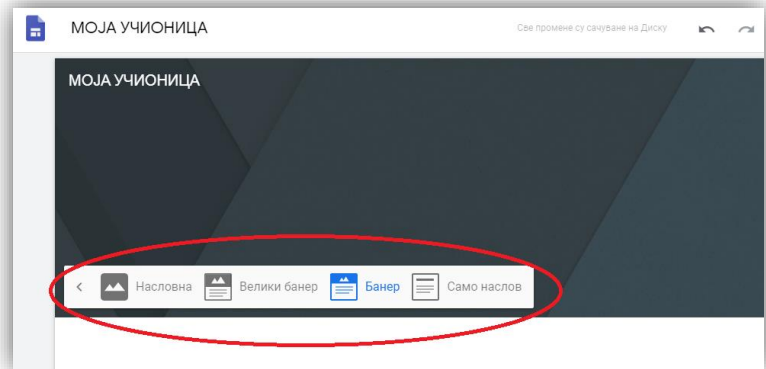 МОЈА УЧИОНИЦА
Све промене су сачуване на Диску
МОЈА УЧИОНИЦА
Насловна Велики банер Банер Само наслов